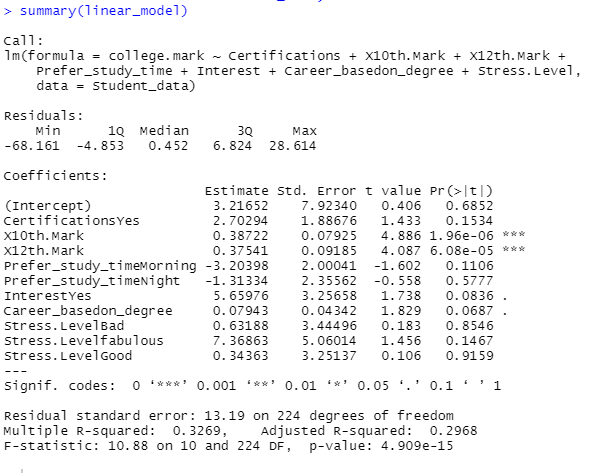 > summary(linear_model)
Call:
lm(formula = college.mark ~ Certifications + X10th.Mark + X12th.Mark +
    Prefer_study_time + Interest + Career_basedon_degree + Stress.Level,
    data = Student_data)
Residuals:
    Min      1Q  Median      3Q     Max
-68.161  -4.853   0.452   6.824  28.614
Coefficients:
                         Estimate Std. Error t value Pr(>|t|)
(Intercept)               3.21652    7.92340   0.406   0.6852
CertificationsYes         2.70294    1.88676   1.433   0.1534
X10th.Mark                0.38722    0.07925   4.886 1.96e-06 ***
X12th.Mark                0.37541    0.09185   4.087 6.08e-05 ***
Prefer_study_timeMorning -3.20398    2.00041  -1.602   0.1106
Prefer_study_timeNight   -1.31334    2.35562  -0.558   0.5777
InterestYes               5.65976    3.25658   1.738   0.0836 .
Career_basedon_degree     0.07943    0.04342   1.829   0.0687 .
Stress.LevelBad           0.63188    3.44496   0.183   0.8546
Stress.Levelfabulous      7.36863    5.06014   1.456   0.1467
Stress.LevelGood          0.34363    3.25137   0.106   0.9159
---
Signif. codes:  0 ‘***’ 0.001 ‘**’ 0.01 ‘*’ 0.05 ‘.’ 0.1 ‘ ’ 1
Residual standard error: 13.19 on 224 degrees of freedom
Multiple R-squared:  0.3269,    Adjusted R-squared:  0.2968
F-statistic: 10.88 on 10 and 224 DF,  p-value: 4.909e-15